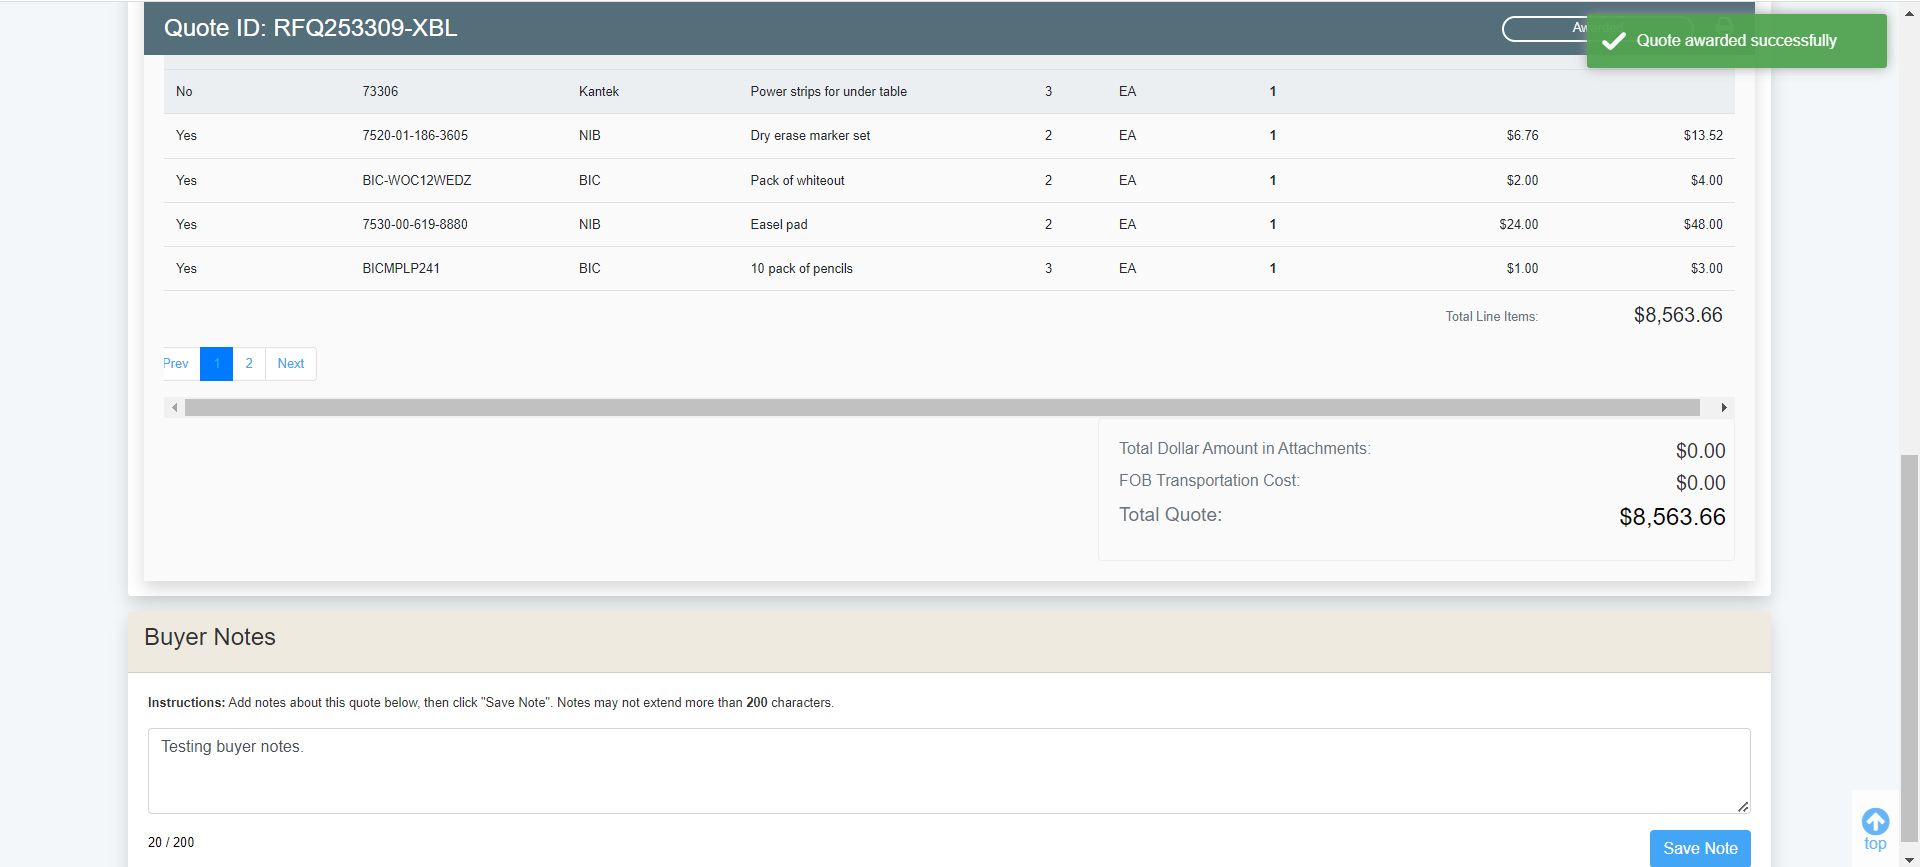 Quote ID: RFQ253309-XBL
Quote awarded successfully
No 73306 Kantek Power strips for under table 3 EA 1
Yes 7520-01-186-3605 NIB Dry erase marker set 2 EA 1 $6.76 $13.52
Yes BIC-WOC12WEDZ BIC Pack of whiteout 2 EA 1 $2.00 $4.00
Yes 7530-00-619-8880 NIB Easel pad 2 EA 1 $24.00 $48.00
Yes BICMPLP241 BIC 10 pack of pencils 3 EA 1 $1.00 $3.00
Total Line Items: $8,563.66
Prev 1 2 Next
Total Dollar Amount in Attachments: $0.00
FOB Transportation Cost: $0.00
Total Quote: $8,563.66
Buyer Notes
Instructions: Add notes about this quote below, then click "Save Note". Notes may not extend more than 200 characters.
Testing buyer notes.
20 / 200
Save Note
top